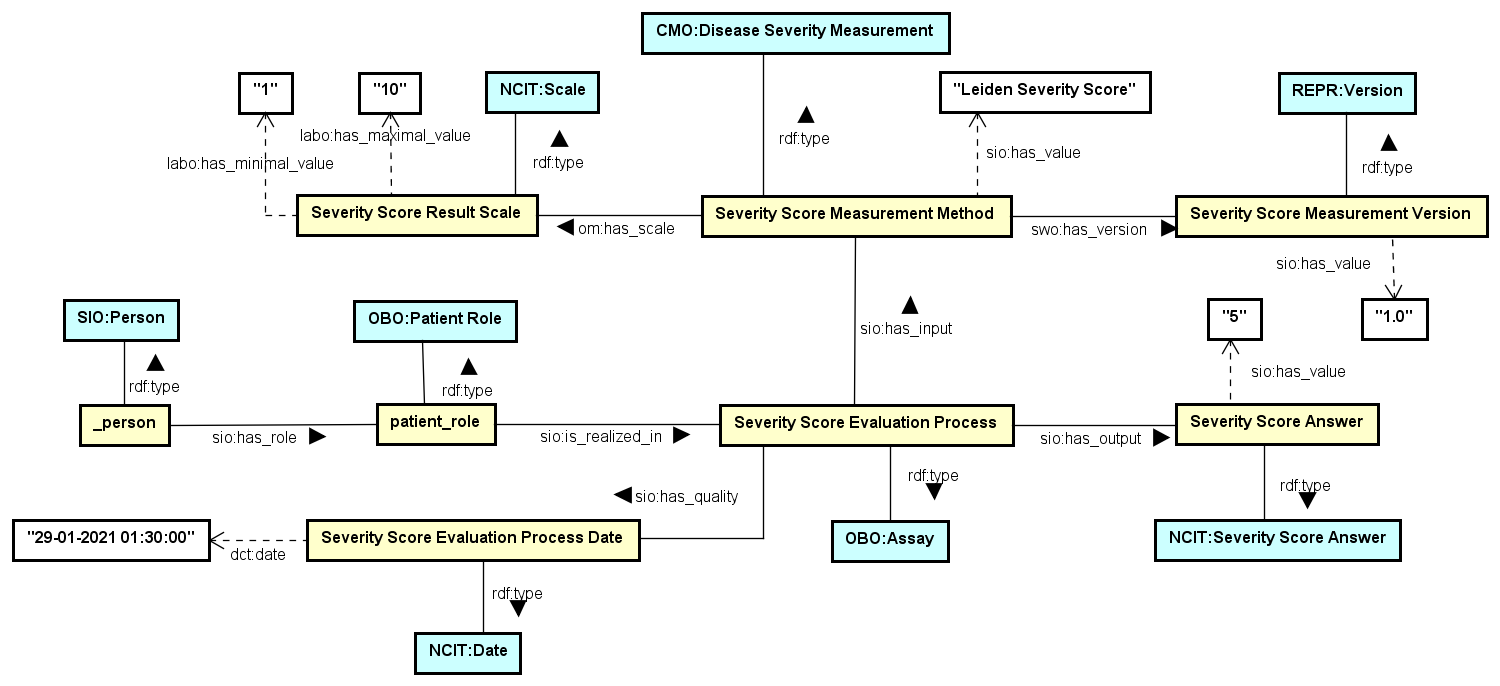 CMO:Disease Severity Measurement
"1"
"10"
NCIT:Scale
"Leiden Severity Score"
REPR:Version
labo:has_maximal_value
rdf:type
sio:has_value
labo:has_minimal_value
rdf:type
rdf:type
Severity Score Result Scale
Severity Score Measurement Method
Severity Score Measurement Version
om:has_scale
swo:has_version
sio:has_value
SIO:Person
OBO:Patient Role
"5"
"1.0"
sio:has_input
sio:has_value
rdf:type
rdf:type
_person
patient_role
Severity Score Evaluation Process
Severity Score Answer
sio:has_role
sio:is_realized_in
sio:has_output
rdf:type
rdf:type
sio:has_quality
"29-01-2021 01:30:00"
Severity Score Evaluation Process Date
OBO:Assay
NCIT:Severity Score Answer
dct:date
rdf:type
NCIT:Date